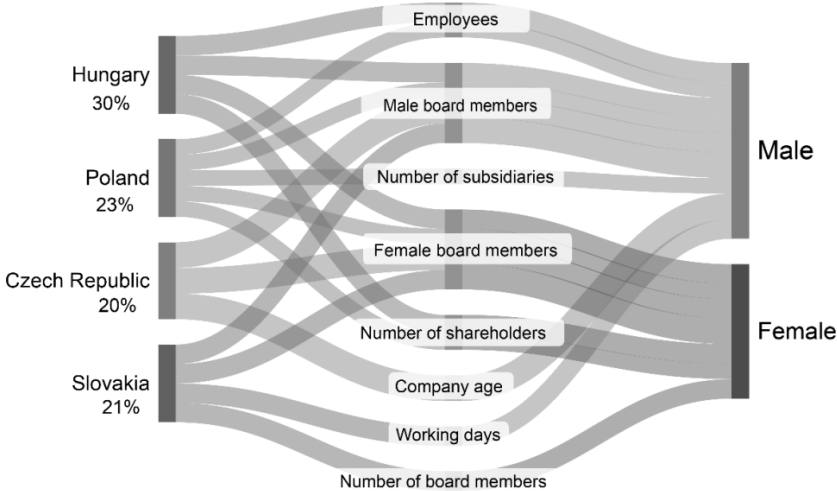 Employees
Hungary
30%
Male board members
Male
Poland
23%
Number of subsidiaries
Female board members
Czech Republic
20%
Number of shareholders
Female
Slovakia
21%
Company age
Working days
Number of board members